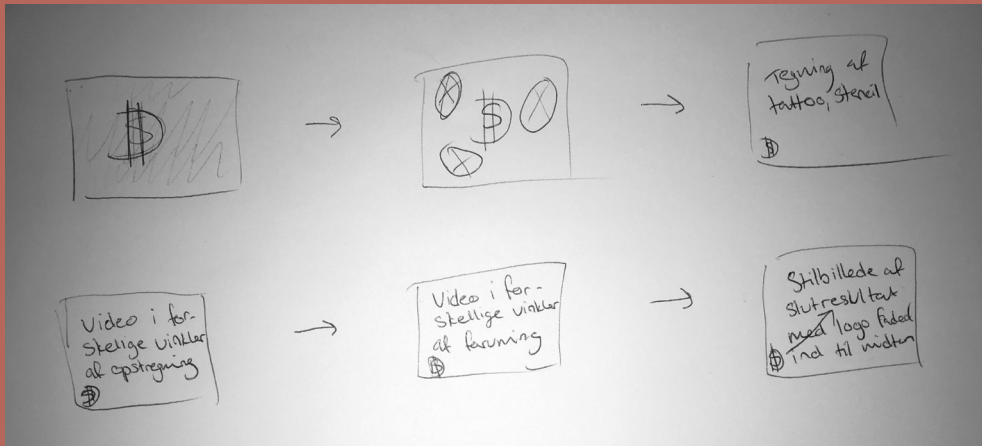 Tegning af
tattoo, stencil
Video i for-
skellige vinkler
af opstregning
Video i for-
skellige vinkler
af farvning
Stilbillede af
slutresultat
med logo faded
ind til midten